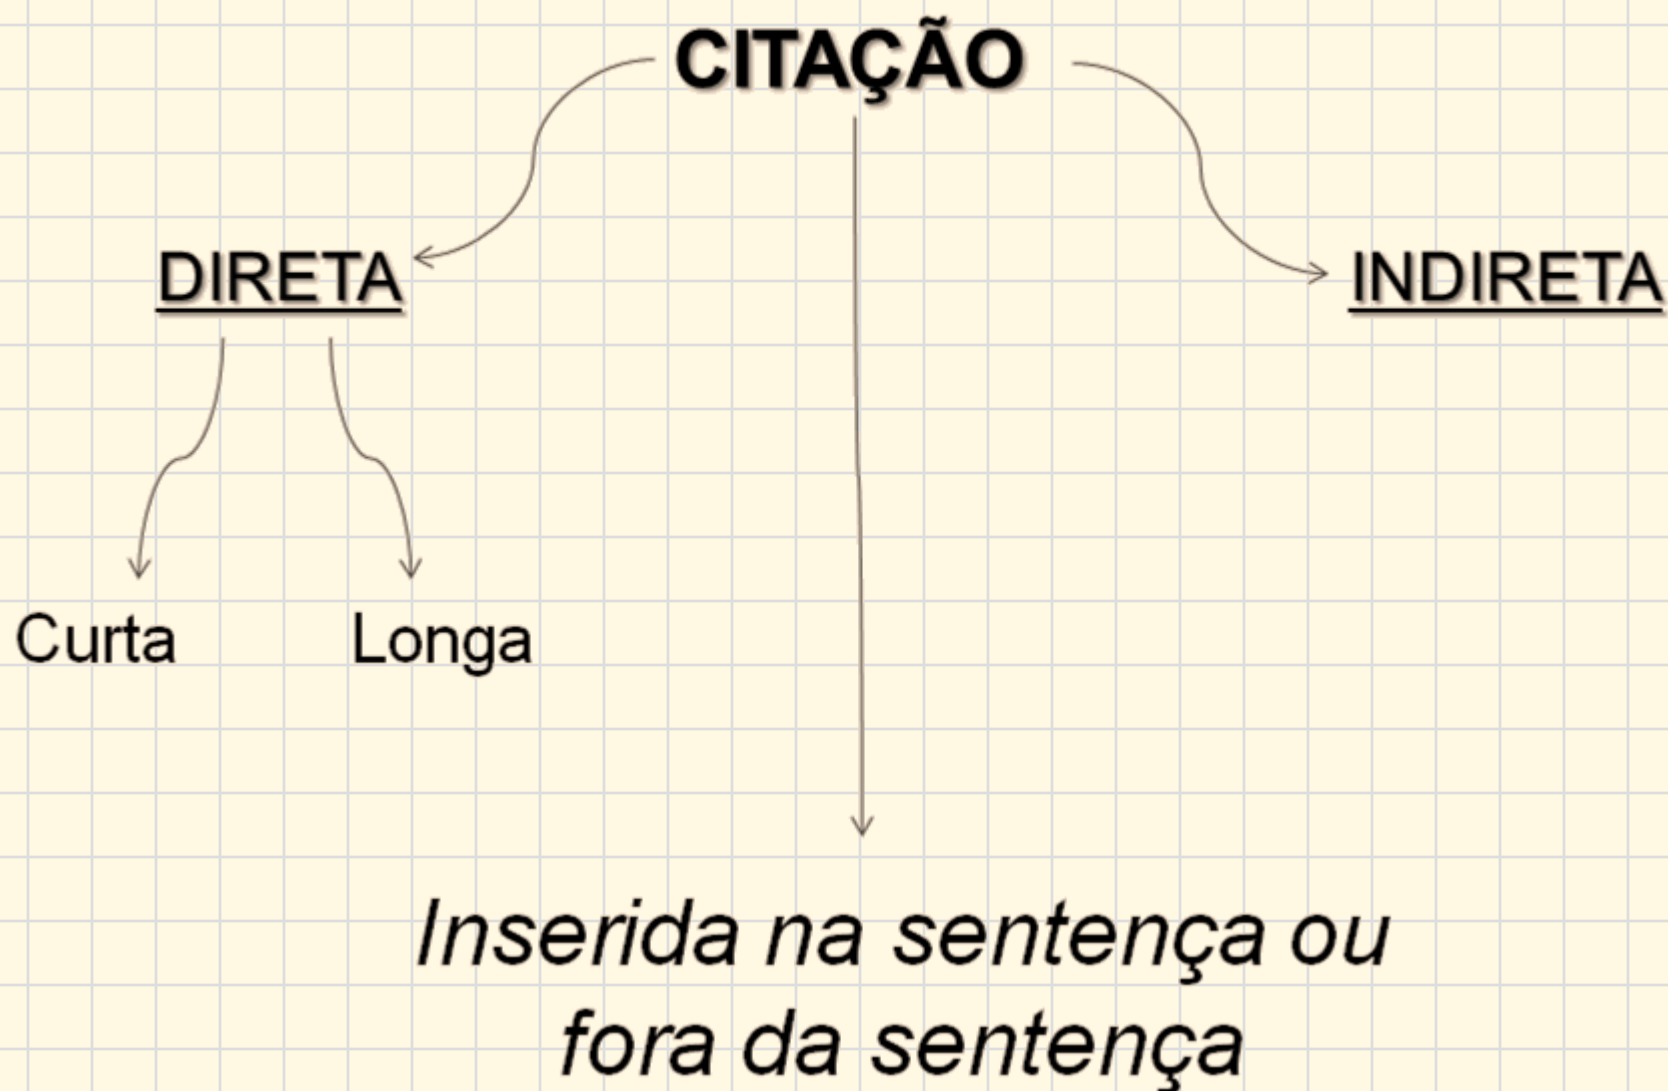 CITAÇÃO
DIRETA
INDIRETA
Curta
Longa
Inserida na sentença ou
fora da sentença